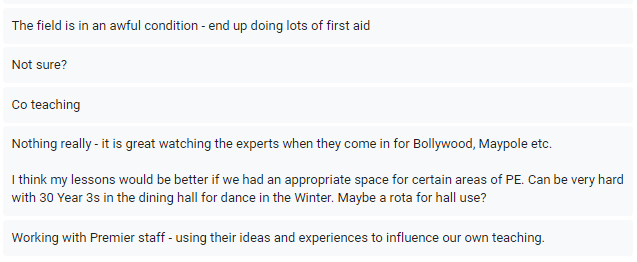 The field is in an awful condition - end up doing lots of first aid
Not sure?
Co teaching
Nothing really - it is great watching the experts when they come in for Bollywood, Maypole etc.
I think my lessons would be better if we had an appropriate space for certain areas of PE. Can be very hard
with 30 Year 3s in the dining hall for dance in the Winter. Maybe a rota for hall use?
Working with Premier staff - using their ideas and experiences to influence our own teaching.